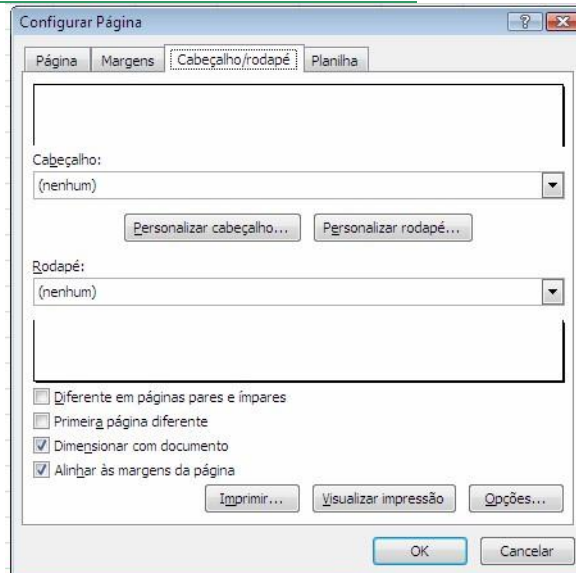 Configurar Página
Página Margens Cabeçalho/rodapé Planilha
Cabeçalho:
(nenhum)
Personalizar cabeçalho... Personalizar rodapé...
Rodapé:
(nenhum)
Diferente em páginas pares e ímpares
Primeira página diferente
Dimensionar com documento
Alinhar às margens da página
Imprimir... Visualizar impressão Opções...
OK Cancelar